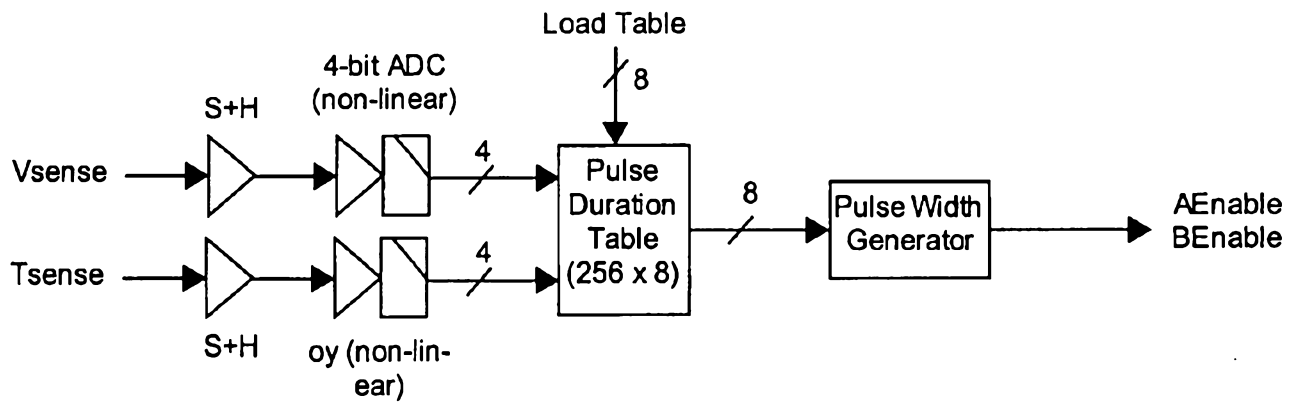 Load Table
8
4-bit ADC
(non-linear)
S+H
Vsense
4
Pulse
Duration
Table
(256 x 8)
8
Pulse Width
Generator
AEnable
BEnable
Tsense
4
S+H
oy (non-lin-
ear)